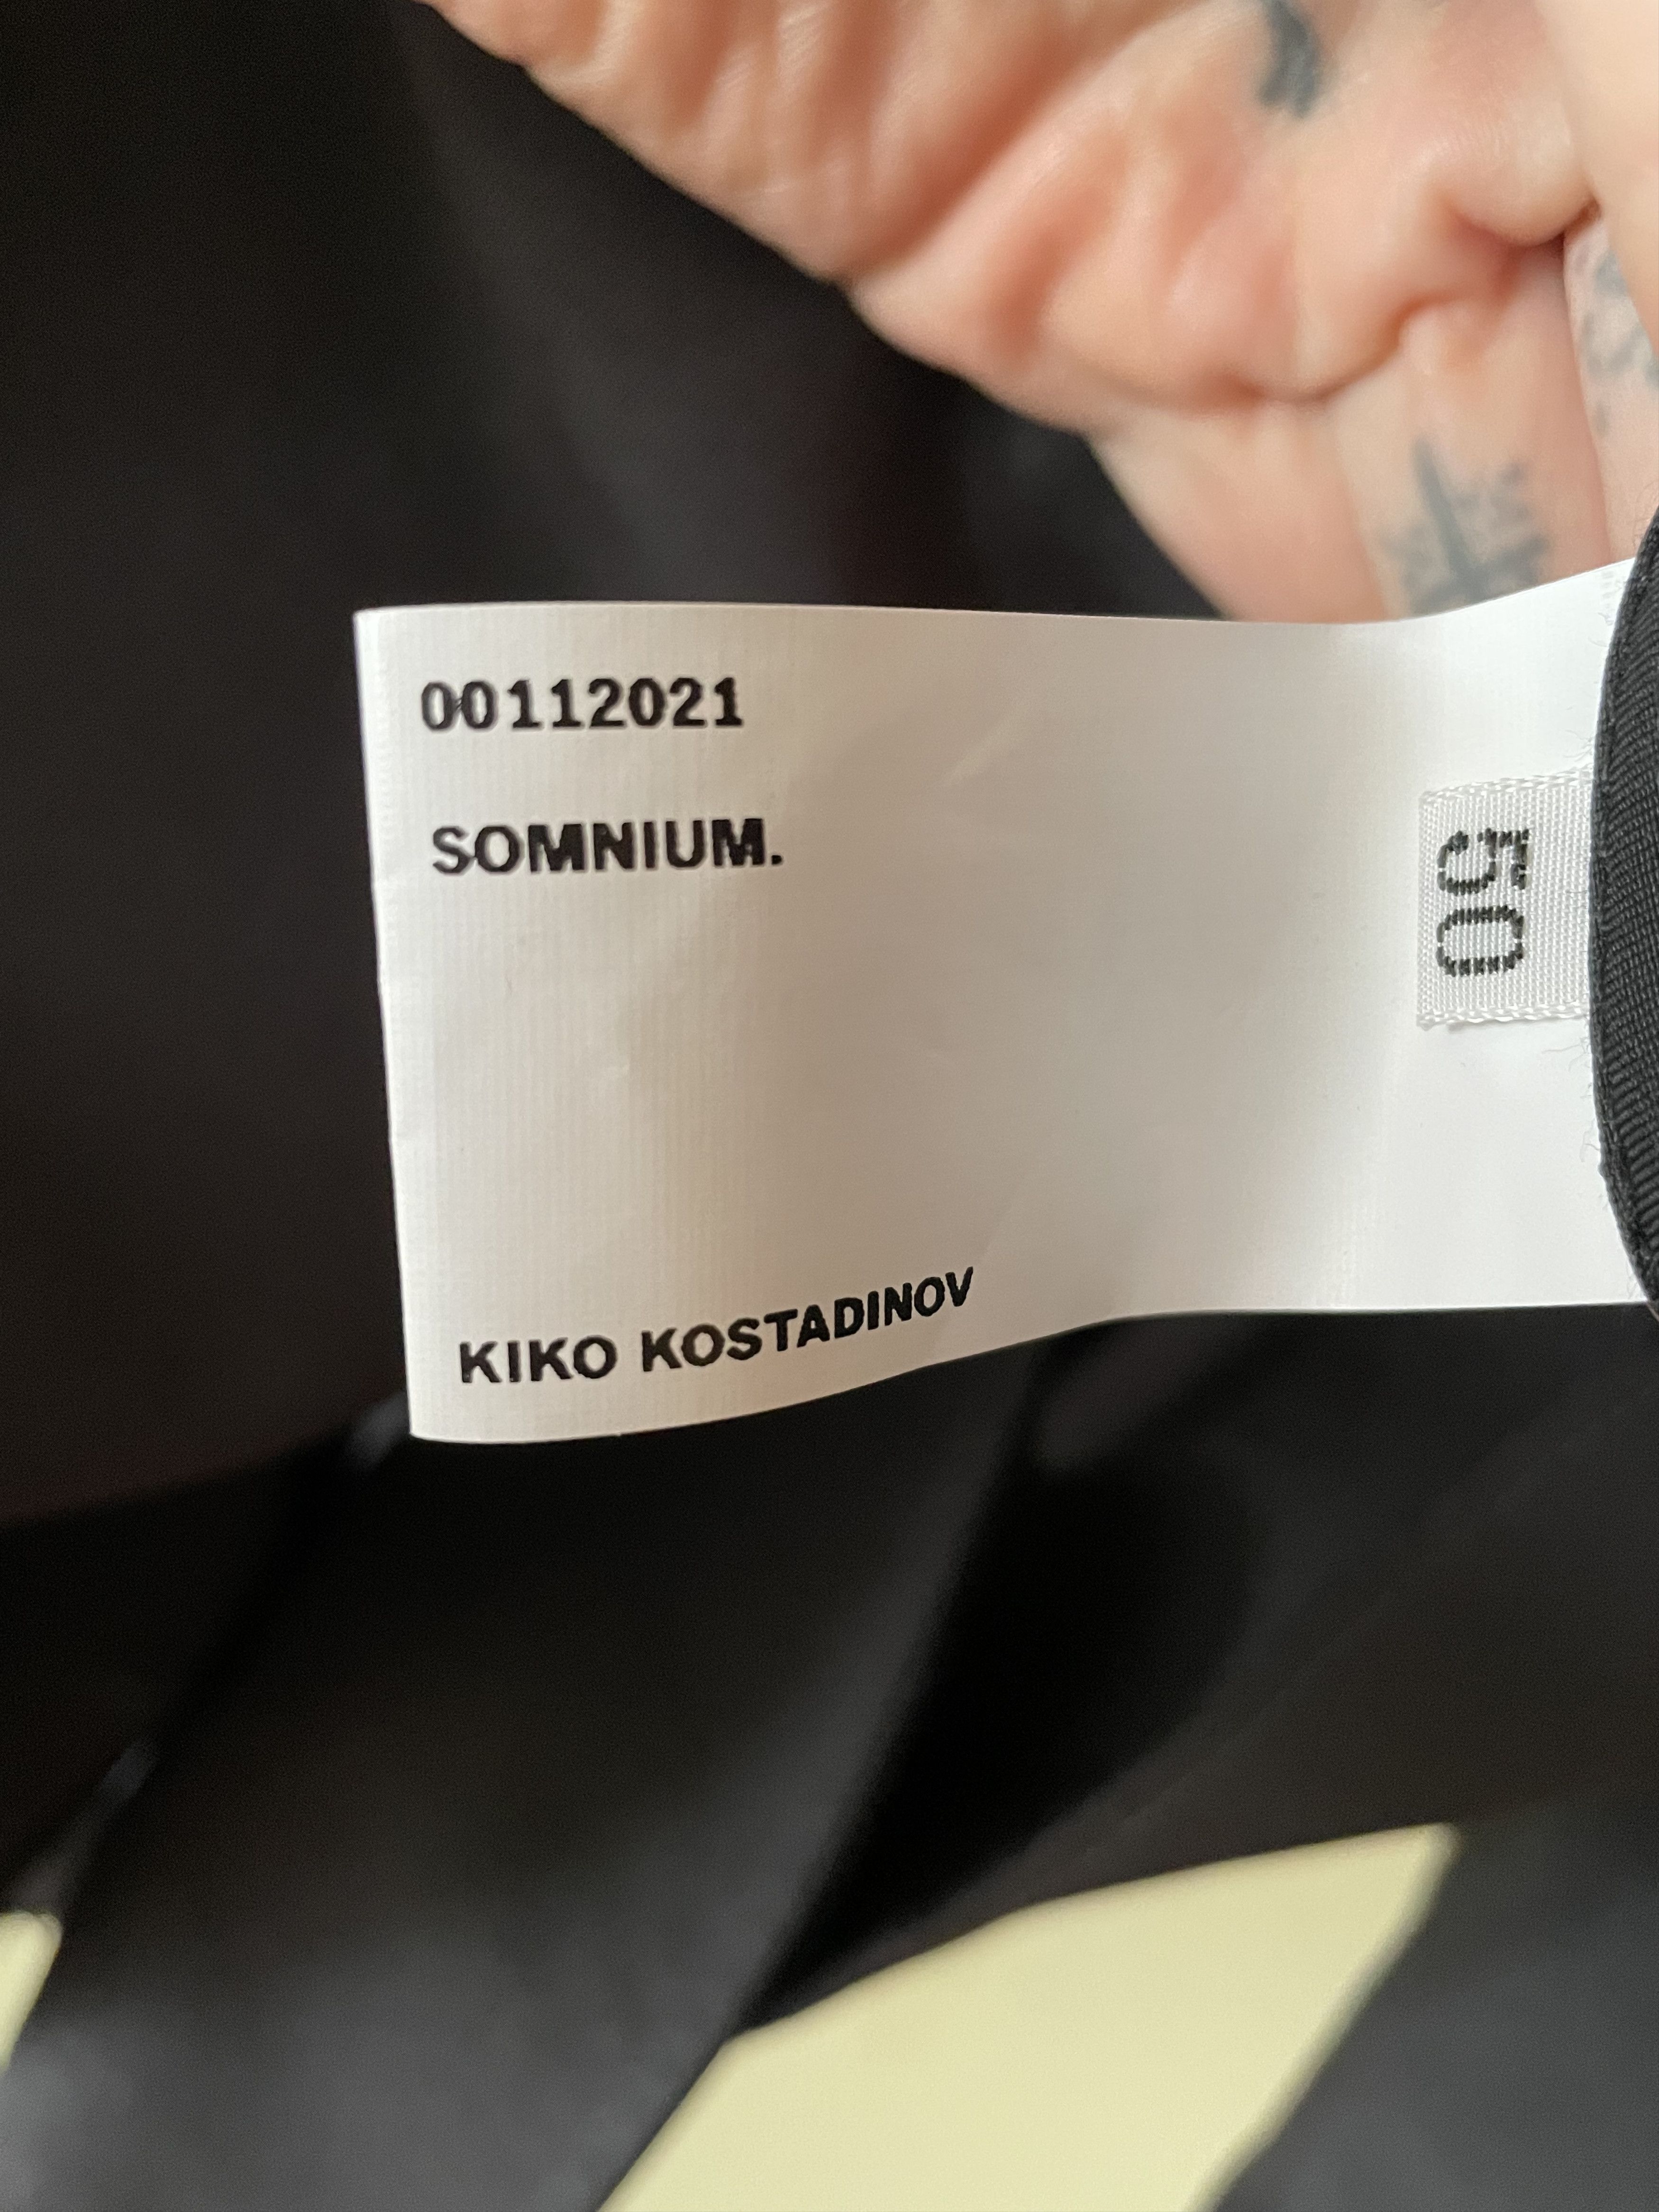 00112021
SOMNIUM.
50
KIKO KOSTADINOV